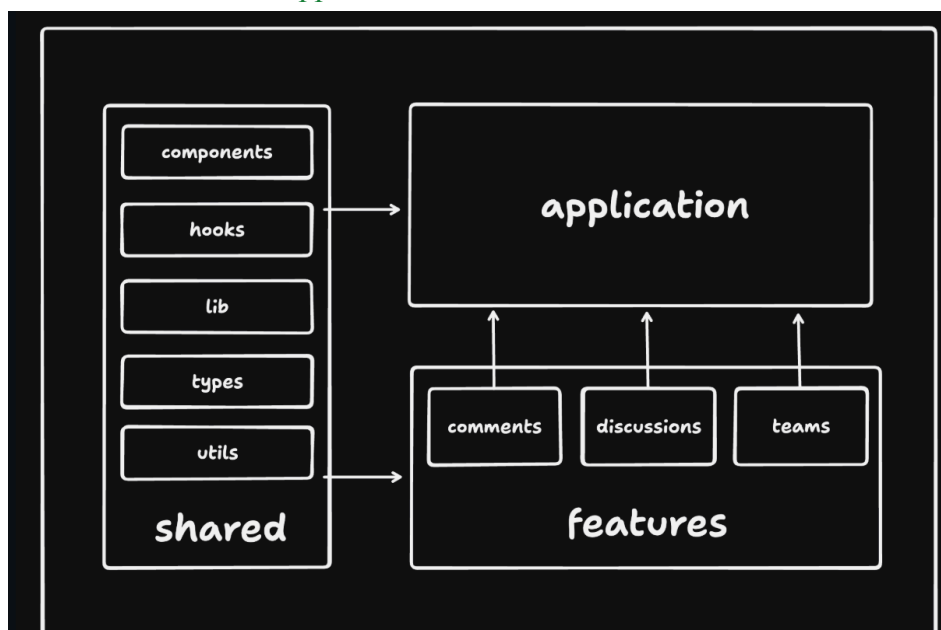 components
hooks
lib
types
utils
shared
application
comments
discussions
teams
features